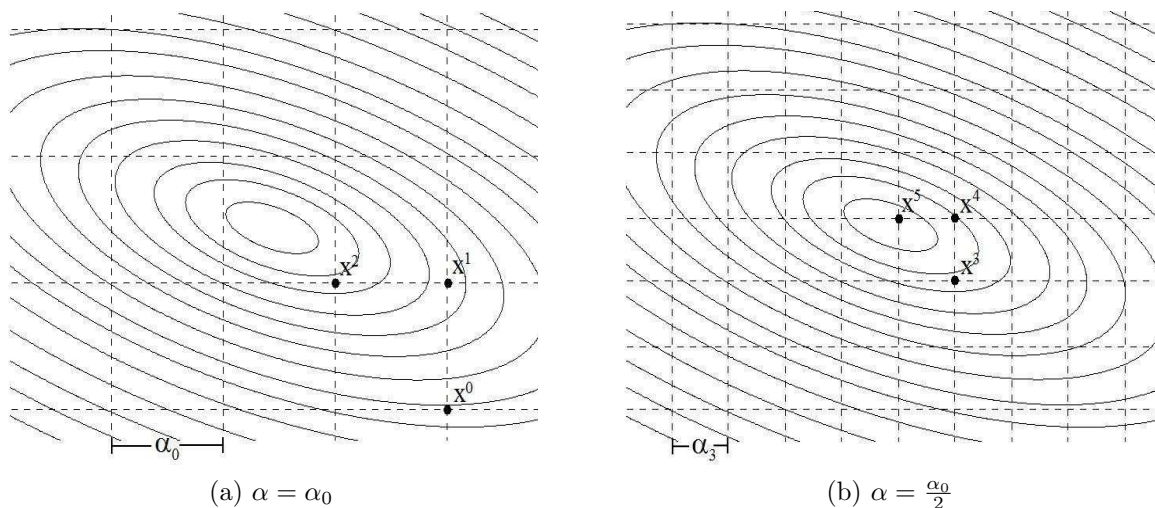 X²
X¹
X⁰
α₀
(a) α = α₀
X⁵
X⁴
X³
α₃
(b) α = α₀/2